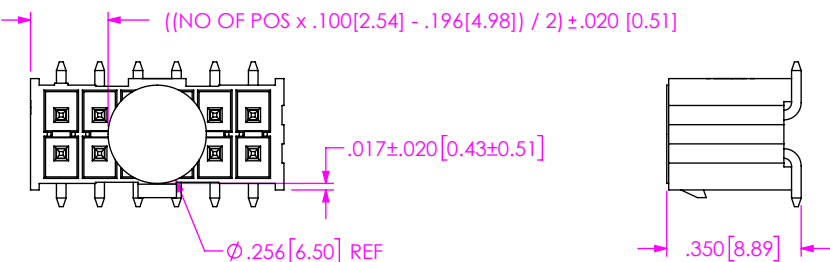 ((NO OF POS x .100[2.54] - .196[4.98]) / 2) ±.020 [0.51]
.017±.020[0.43±0.51]
Ø.256[6.50] REF
.350[8.89]